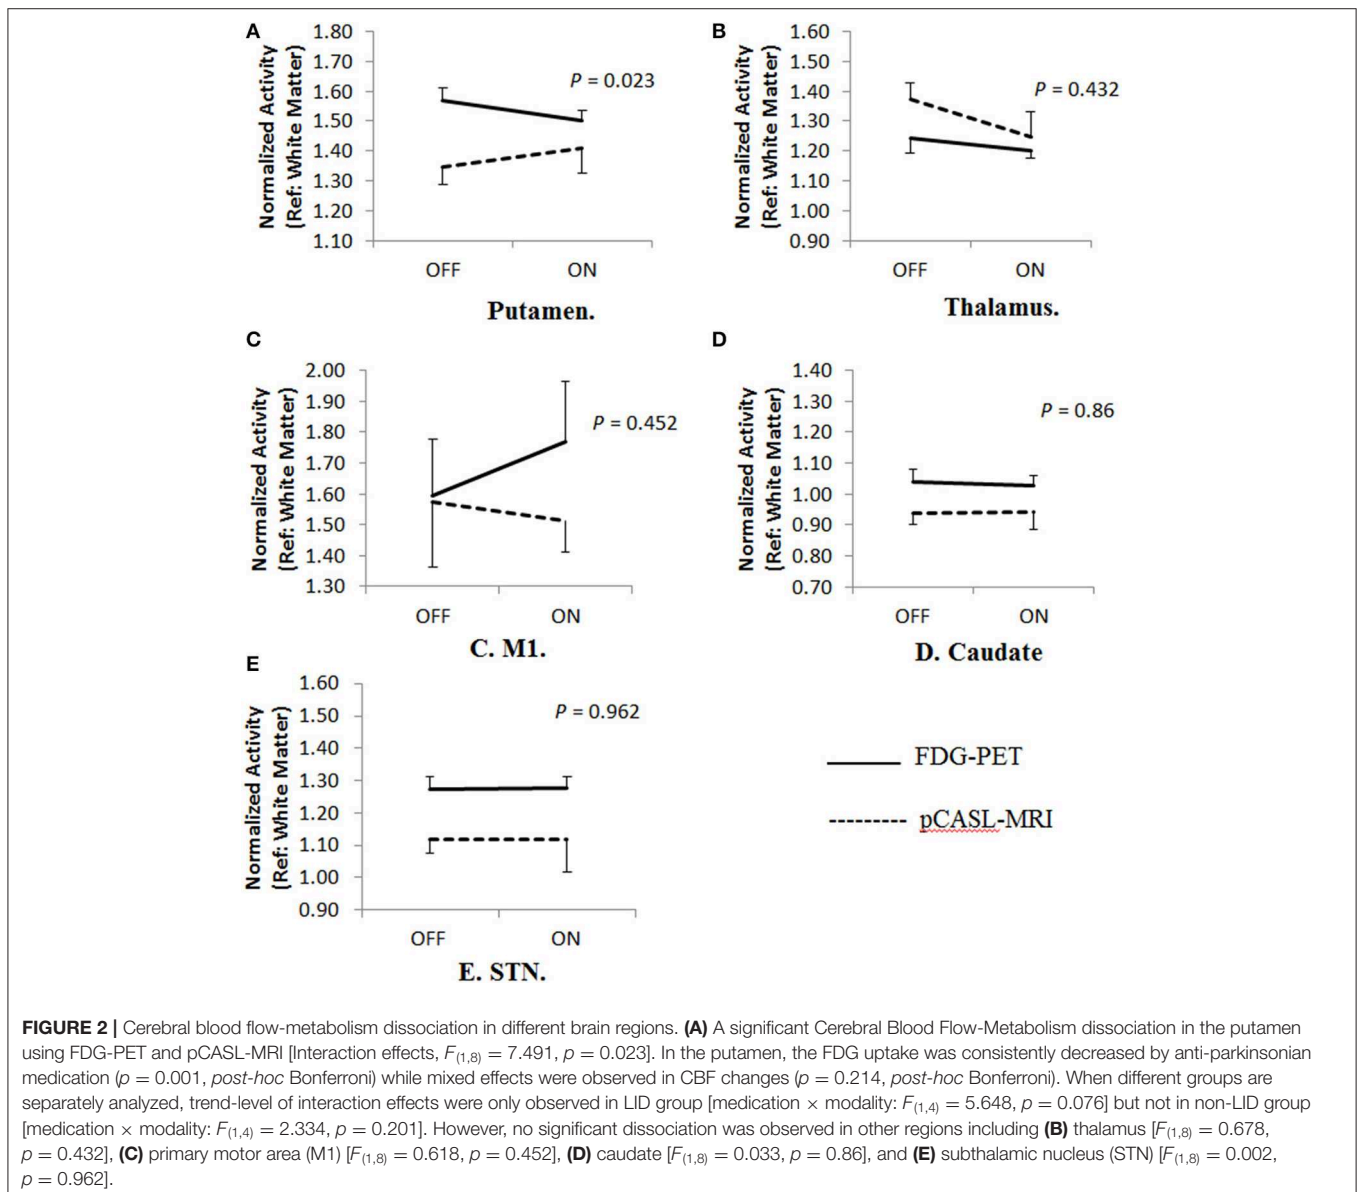 A
Normalized Activity
(Ref: White Matter)
1.80
1.70
1.60
1.50
1.40
1.30
1.20
1.10
P = 0.023
OFF ON
Putamen.
B
Normalized Activity
(Ref: White Matter)
1.60
1.50
1.40
1.30
1.20
1.10
1.00
0.90
P = 0.432
OFF ON
Thalamus.
C
Normalized Activity
(Ref: White Matter)
2.00
1.90
1.80
1.70
1.60
1.50
1.40
1.30
P = 0.452
OFF ON
C. M1.
D
Normalized Activity
(Ref: White Matter)
1.40
1.30
1.20
1.10
1.00
0.90
0.80
0.70
P = 0.86
OFF ON
D. Caudate
E
Normalized Activity
(Ref: White Matter)
1.60
1.50
1.40
1.30
1.20
1.10
1.00
0.90
P = 0.962
OFF ON
E. STN.
FDG-PET
pCASL-MRI
FIGURE 2 | Cerebral blood flow-metabolism dissociation in different brain regions. (A) A significant Cerebral Blood Flow-Metabolism dissociation in the putamen
using FDG-PET and pCASL-MRI [Interaction effects, F(1,8) = 7.491, p = 0.023]. In the putamen, the FDG uptake was consistently decreased by anti-parkinsonian
medication (p = 0.001, post-hoc Bonferroni) while mixed effects were observed in CBF changes (p = 0.214, post-hoc Bonferroni). When different groups are
separately analyzed, trend-level of interaction effects were only observed in LID group [medication × modality: F(1,4) = 5.648, p = 0.076] but not in non-LID group
[medication × modality: F(1,4) = 2.334, p = 0.201]. However, no significant dissociation was observed in other regions including (B) thalamus [F(1,8) = 0.678,
p = 0.432], (C) primary motor area (M1) [F(1,8) = 0.618, p = 0.452], (D) caudate [F(1,8) = 0.033, p = 0.86], and (E) subthalamic nucleus (STN) [F(1,8) = 0.002,
p = 0.962].